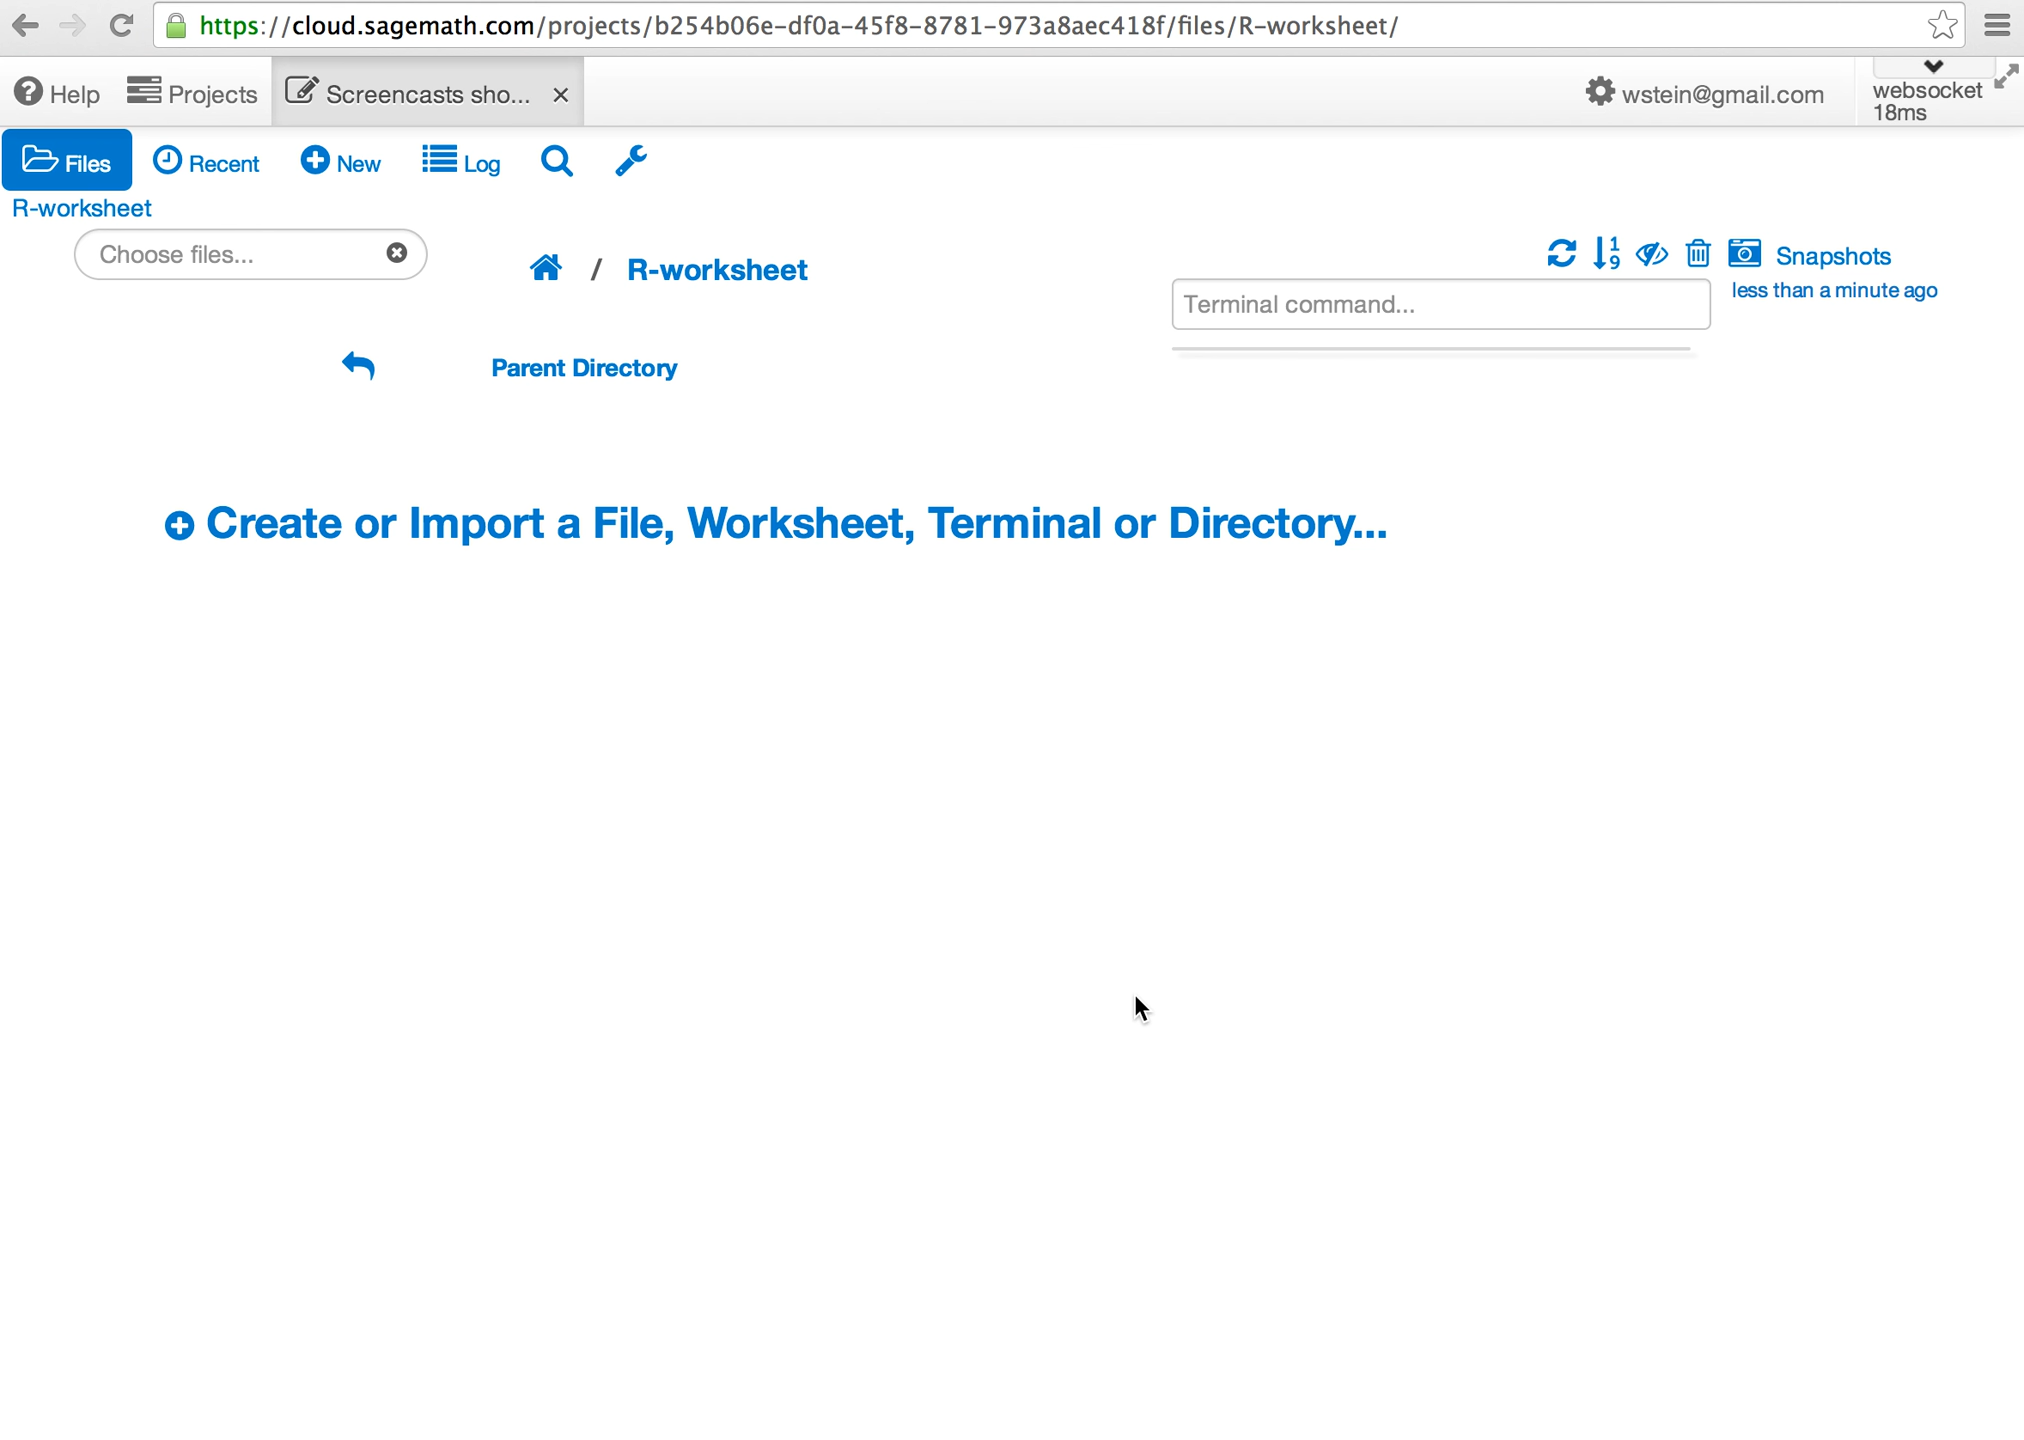 https://cloud.sagemath.com/projects/b254b06e-df0a-45f8-8781-973a8aec418f/files/R-worksheet/
Help Projects Screencasts sho... wstein@gmail.com websocket
18ms
Files Recent New Log
R-worksheet
Choose files... / R-worksheet 1 9 Snapshots
less than a minute ago
Terminal command...
Parent Directory
Create or Import a File, Worksheet, Terminal or Directory...